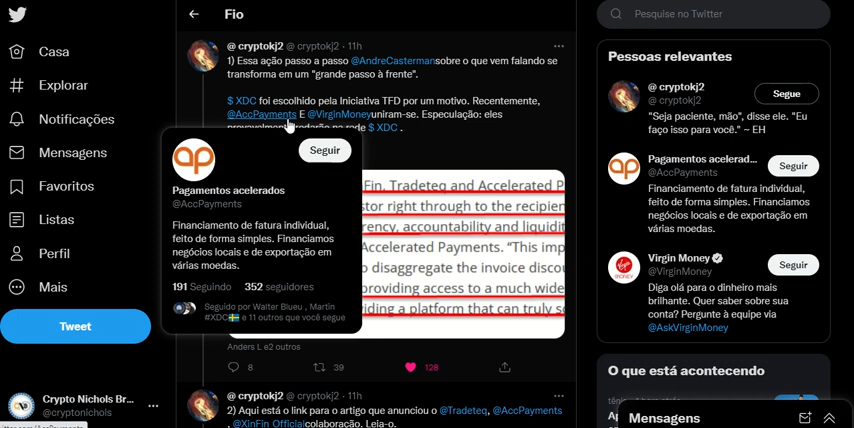 Casa
Explorar
Notificações
Mensagens
Favoritos
Listas
Perfil
Mais
Tweet
Crypto Nichols Br...
@cryptonichols
Fio
@ cryptokj2 @ cryptokj2 · 11h
1) Essa ação passo a passo @AndreCastermansobre o que vem falando se
transforma em um "grande passo à frente".
$ XDC foi escolhido pela Iniciativa TFD por um motivo. Recentemente,
@AccPayments E @VirginMoneyuniram-se. Especulação: eles
provavelmente rodarão na rede $ XDC .
ap
Seguir
Pagamentos acelerados
@AccPayments
Financiamento de fatura individual,
feito de forma simples. Financiamos
negócios locais e de exportação em
várias moedas.
191 Seguindo 352 seguidores
Seguido por Walter Blueu , Martin
#XDC🇸🇪 e 11 outros que você segue
Fin, Tradeteq and Accelerated P
stor right through to the recipien
rency, accountability and liquidit
Accelerated Payments. "This imp
o disaggregate the invoice discou
providing access to a much wide
iding a platform that can truly s
Anders L e2 outros
8 39 128
@ cryptokj2 @ cryptokj2 · 11h
2) Aqui está o link para o artigo que anunciou o @Tradeteq, @AccPayments
, @XinFin_Officialcolaboração. Leia-o.
Pesquise no Twitter
Pessoas relevantes
@ cryptokj2
@ cryptokj2
Segue
"Seja paciente, mão", disse ele. "Eu
faço isso para você." ~ EH
ap
Pagamentos acelerad...
@AccPayments
Seguir
Financiamento de fatura individual,
feito de forma simples. Financiamos
negócios locais e de exportação em
várias moedas.
Virgin Money
@VirginMoney
Seguir
Diga olá para o dinheiro mais
brilhante. Quer saber sobre sua
conta? Pergunte à equipe via
@AskVirginMoney
O que está acontecendo
Mensagens